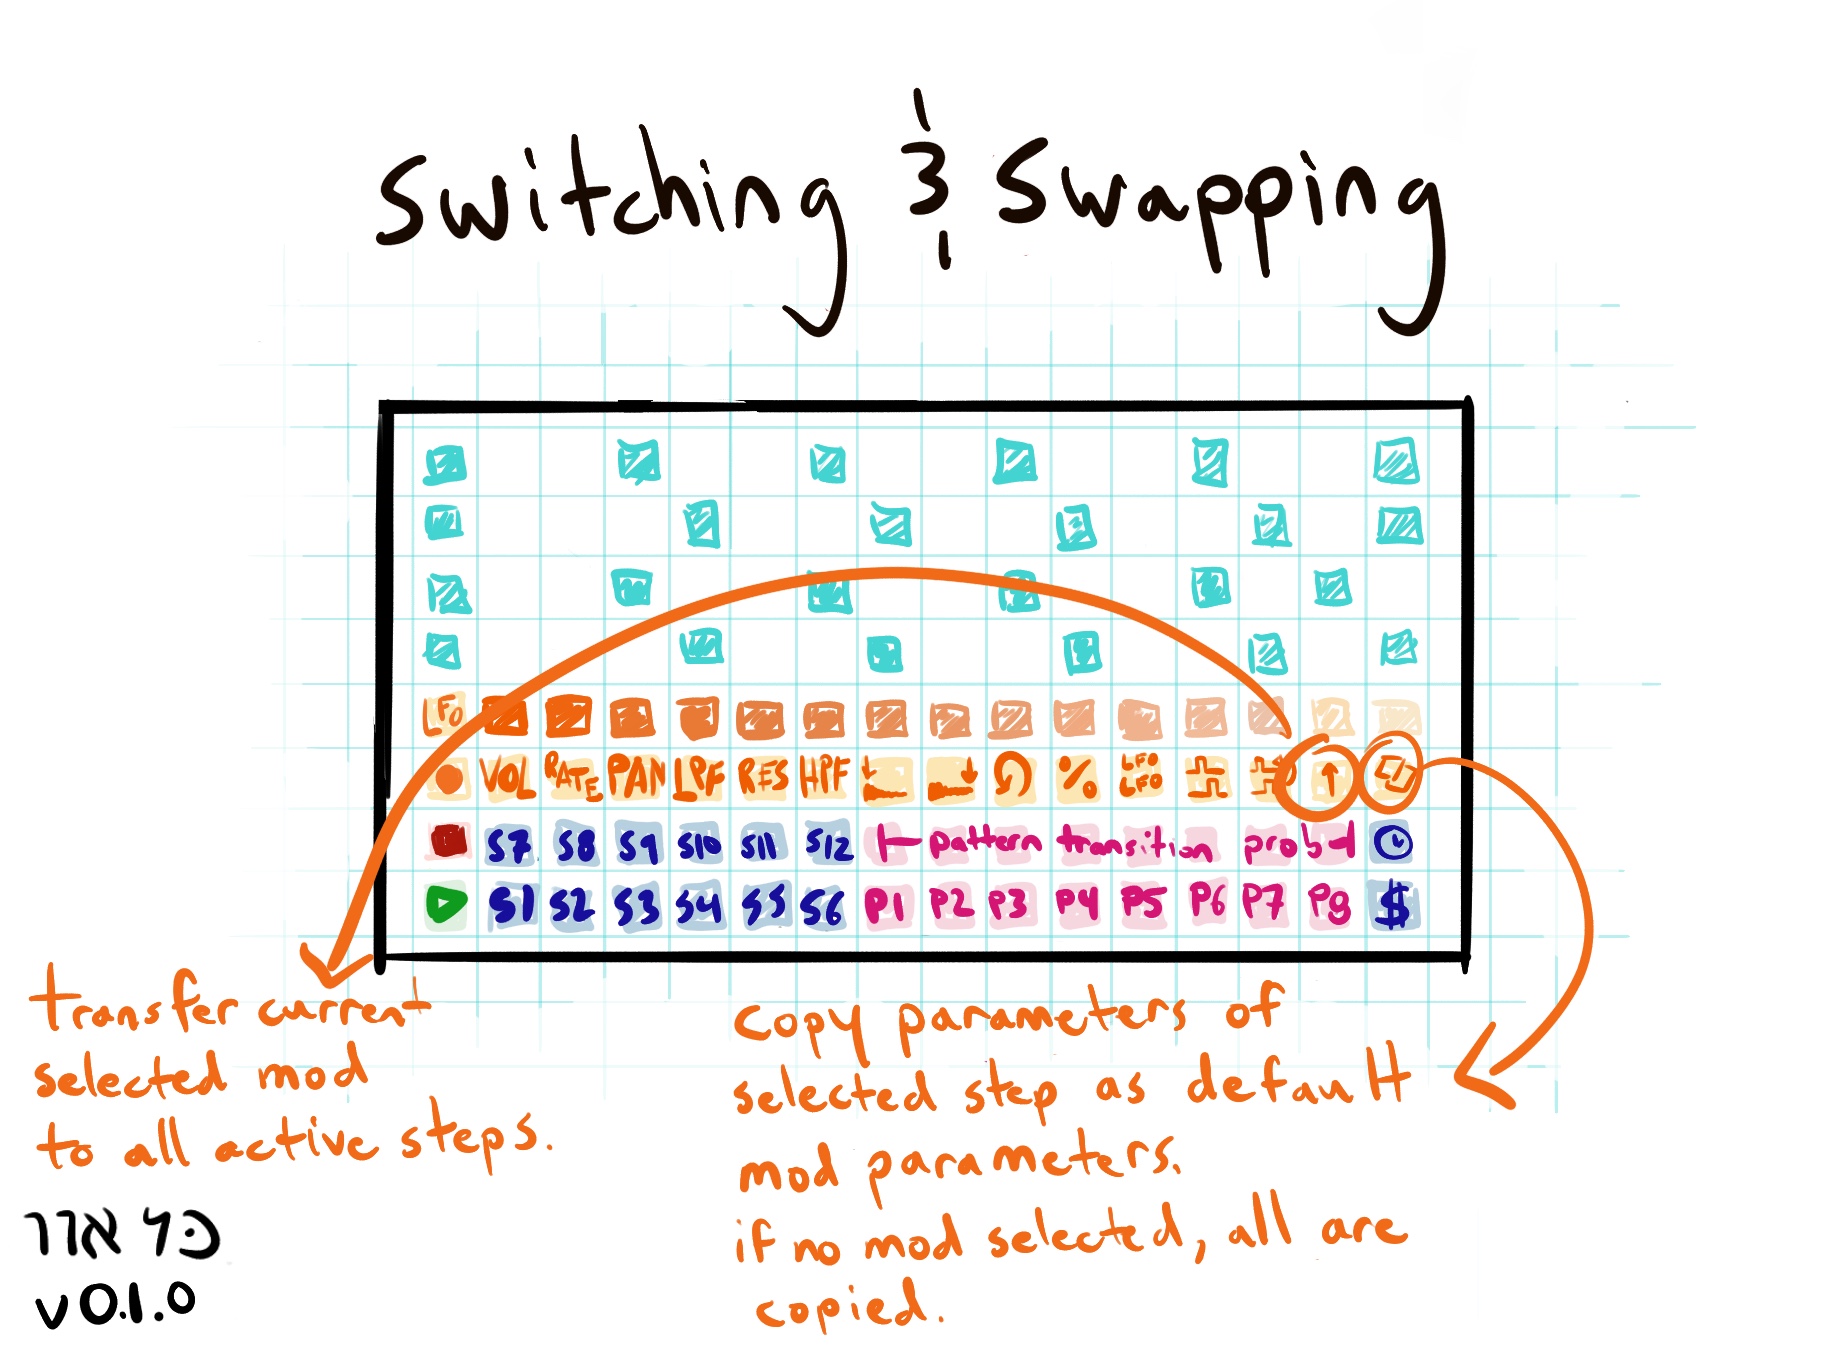 Switching & Swapping
LFO
VOL RATE PAN LPF RES HPF % LFO LFO ↑
S7 S8 S9 S10 S11 S12 pattern transition prob
S1 S2 S3 S4 S5 S6 P1 P2 P3 P4 P5 P6 P7 P8 $
transfer current
selected mod
to all active steps.
copy parameters of
selected step as default
mod parameters.
if no mod selected, all are
copied.
v0.1.0